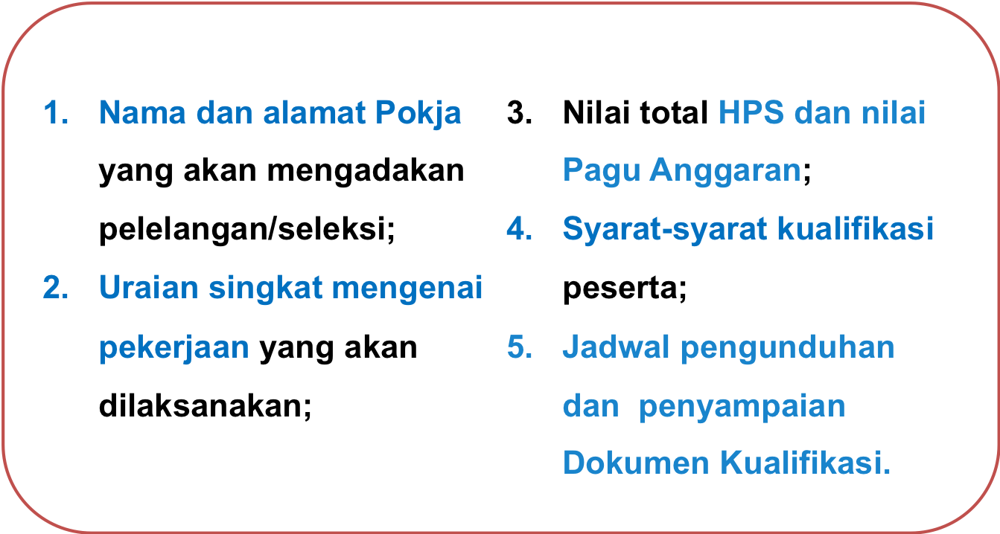 1. Nama dan alamat Pokja
yang akan mengadakan
pelelangan/seleksi;
2. Uraian singkat mengenai
pekerjaan yang akan
dilaksanakan;
3. Nilai total HPS dan nilai
Pagu Anggaran;
4. Syarat-syarat kualifikasi
peserta;
5. Jadwal pengunduhan
dan penyampaian
Dokumen Kualifikasi.